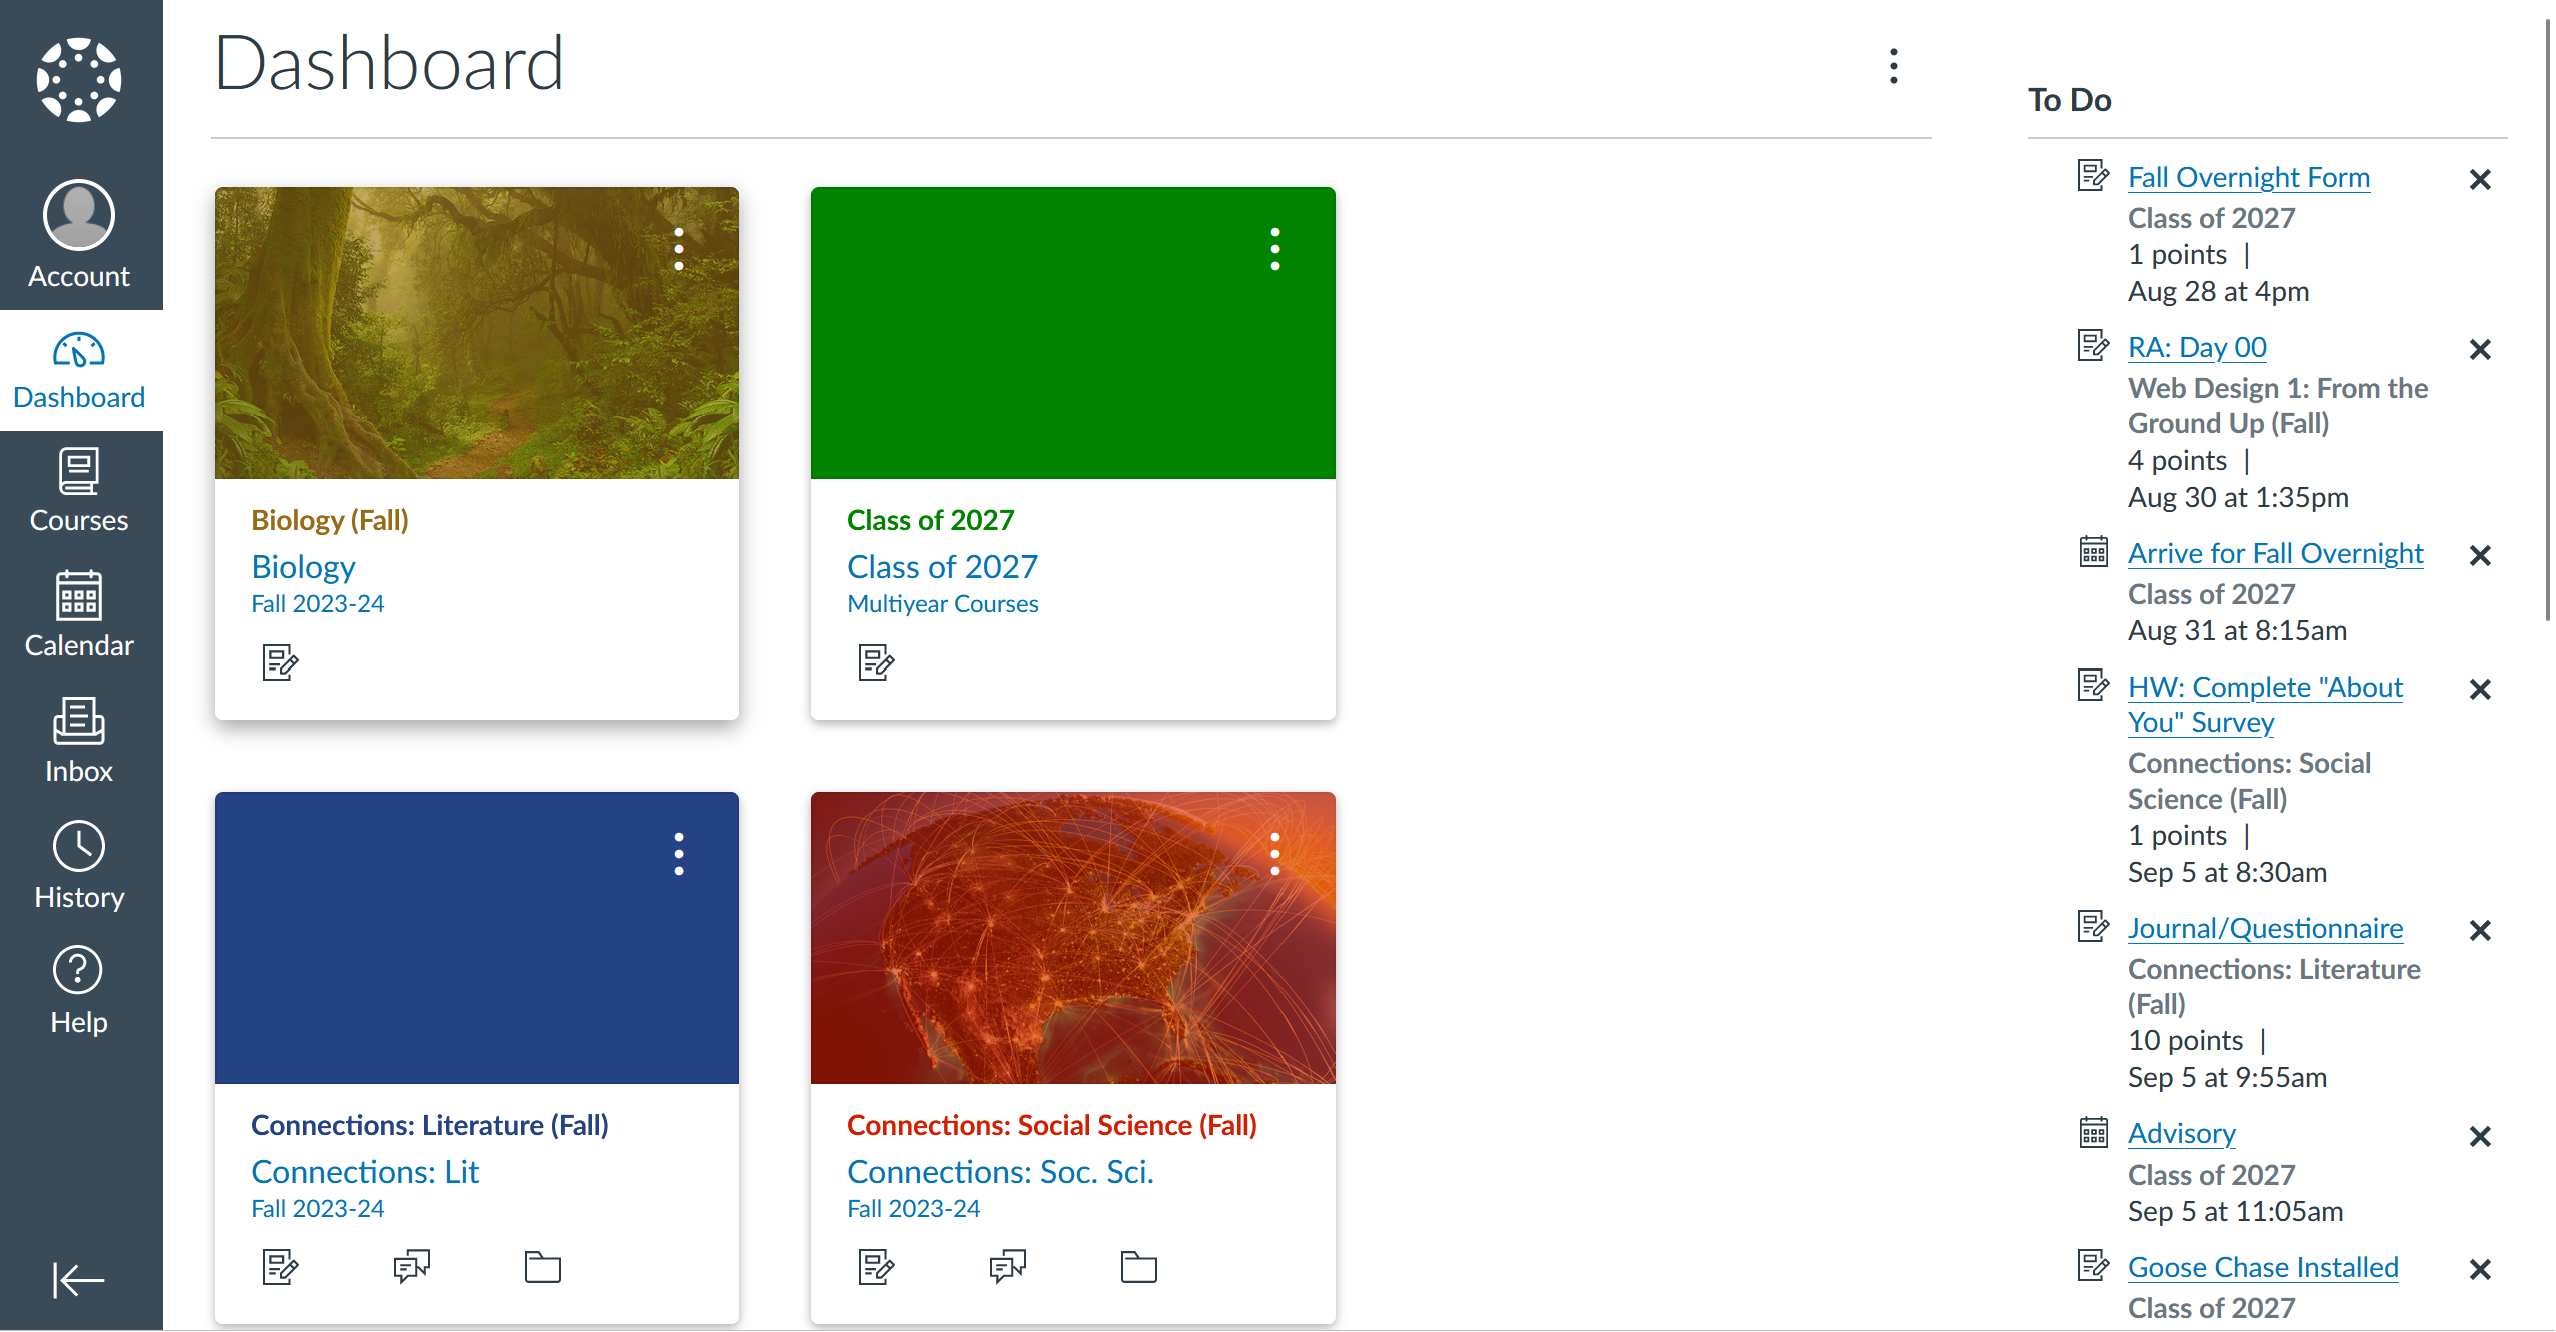 Dashboard
Account
Dashboard
Courses
Calendar
Inbox
History
Help
Biology (Fall)
Biology
Fall 2023-24
Class of 2027
Class of 2027
Multiyear Courses
Connections: Literature (Fall)
Connections: Lit
Fall 2023-24
Connections: Social Science (Fall)
Connections: Soc. Sci.
Fall 2023-24
To Do
Fall Overnight Form
Class of 2027
1 points |
Aug 28 at 4pm
RA: Day 00
Web Design 1: From the
Ground Up (Fall)
4 points |
Aug 30 at 1:35pm
Arrive for Fall Overnight
Class of 2027
Aug 31 at 8:15am
HW: Complete "About
You" Survey
Connections: Social
Science (Fall)
1 points |
Sep 5 at 8:30am
Journal/Questionnaire
Connections: Literature
(Fall)
10 points |
Sep 5 at 9:55am
Advisory
Class of 2027
Sep 5 at 11:05am
Goose Chase Installed
Class of 2027